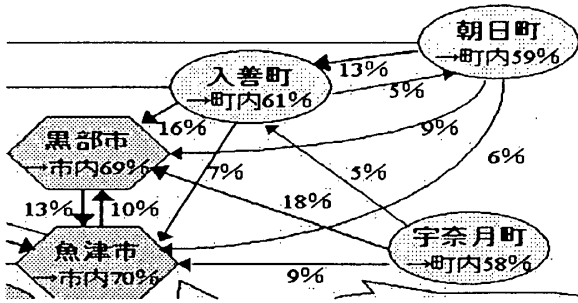 朝日町
→町内59%
13%
入善町
→町内61%
5%
16%
黒部市
→市内69%
9%
7%
5%
6%
18%
13%
10%
宇奈月町
→町内58%
魚津市
→市内70%
9%